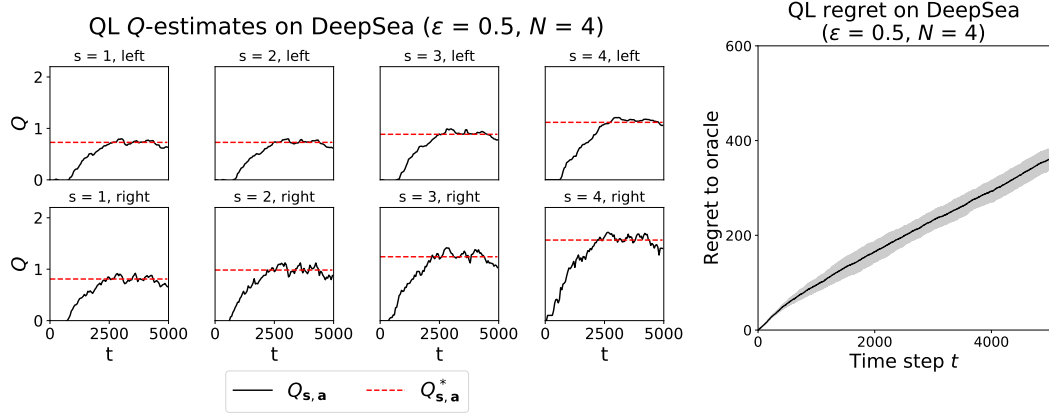 QL Q-estimates on DeepSea (ε = 0.5, N = 4)
s = 1, left
s = 2, left
s = 3, left
s = 4, left
2
1
0
Q
s = 1, right
s = 2, right
s = 3, right
s = 4, right
2
1
0
Q
0 2500 5000
0 2500 5000
0 2500 5000
0 2500 5000
t
t
t
t
Q_{s, a}
Q^*_{s, a}
QL regret on DeepSea
(ε = 0.5, N = 4)
600
400
200
0
Regret to oracle
0 2000 4000
Time step t